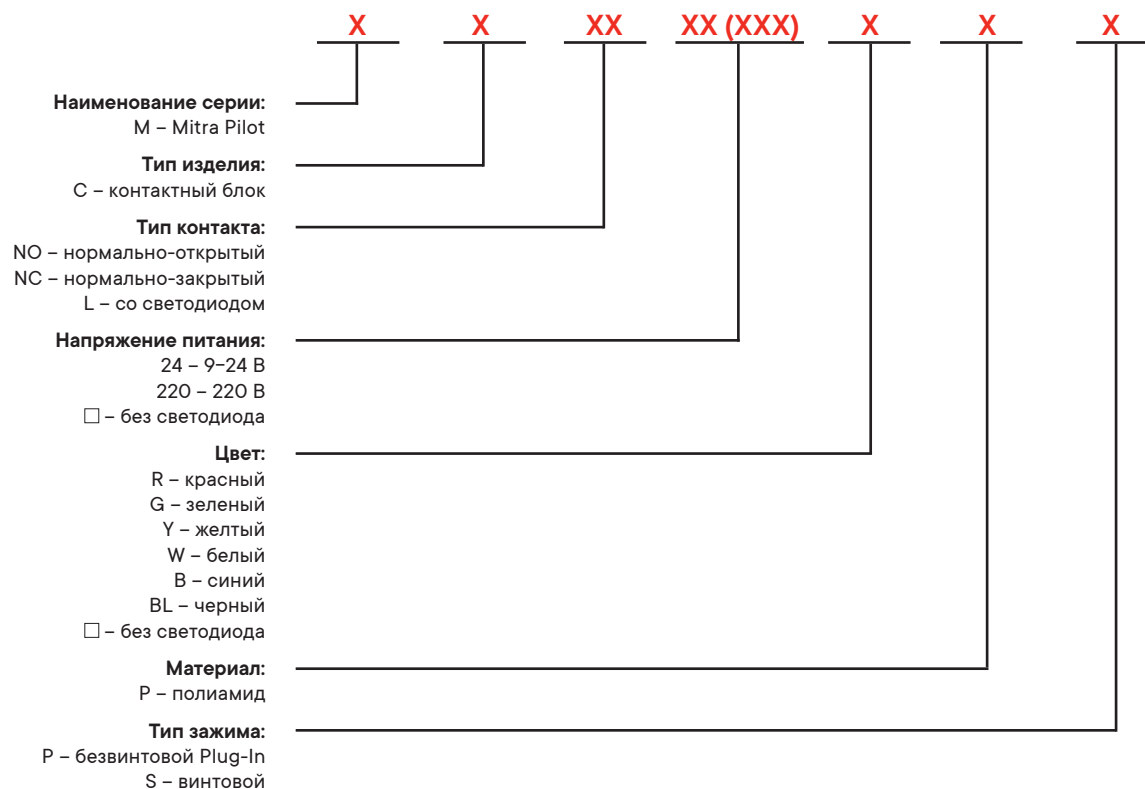 X X XX XX (XXX) X X X
Наименование серии:
M – Mitra Pilot
Тип изделия:
C – контактный блок
Тип контакта:
NO – нормально-открытый
NC – нормально-закрытый
L – со светодиодом
Напряжение питания:
24 – 9–24 В
220 – 220 В
□ – без светодиода
Цвет:
R – красный
G – зеленый
Y – желтый
W – белый
B – синий
BL – черный
□ – без светодиода
Материал:
P – полиамид
Тип зажима:
P – безвинтовой Plug-In
S – винтовой